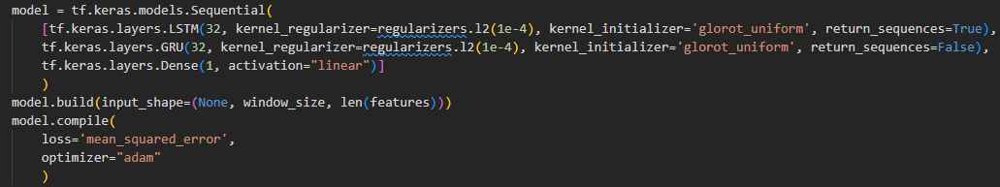 model = tf.keras.models.Sequential(
    [tf.keras.layers.LSTM(32, kernel_regularizer=regularizers.l2(1e-4), kernel_initializer='glorot_uniform', return_sequences=True),
    tf.keras.layers.GRU(32, kernel_regularizer=regularizers.l2(1e-4), kernel_initializer='glorot_uniform', return_sequences=False),
    tf.keras.layers.Dense(1, activation="linear")]
    )
model.build(input_shape=(None, window_size, len(features)))
model.compile(
    loss='mean_squared_error',
    optimizer="adam"
    )